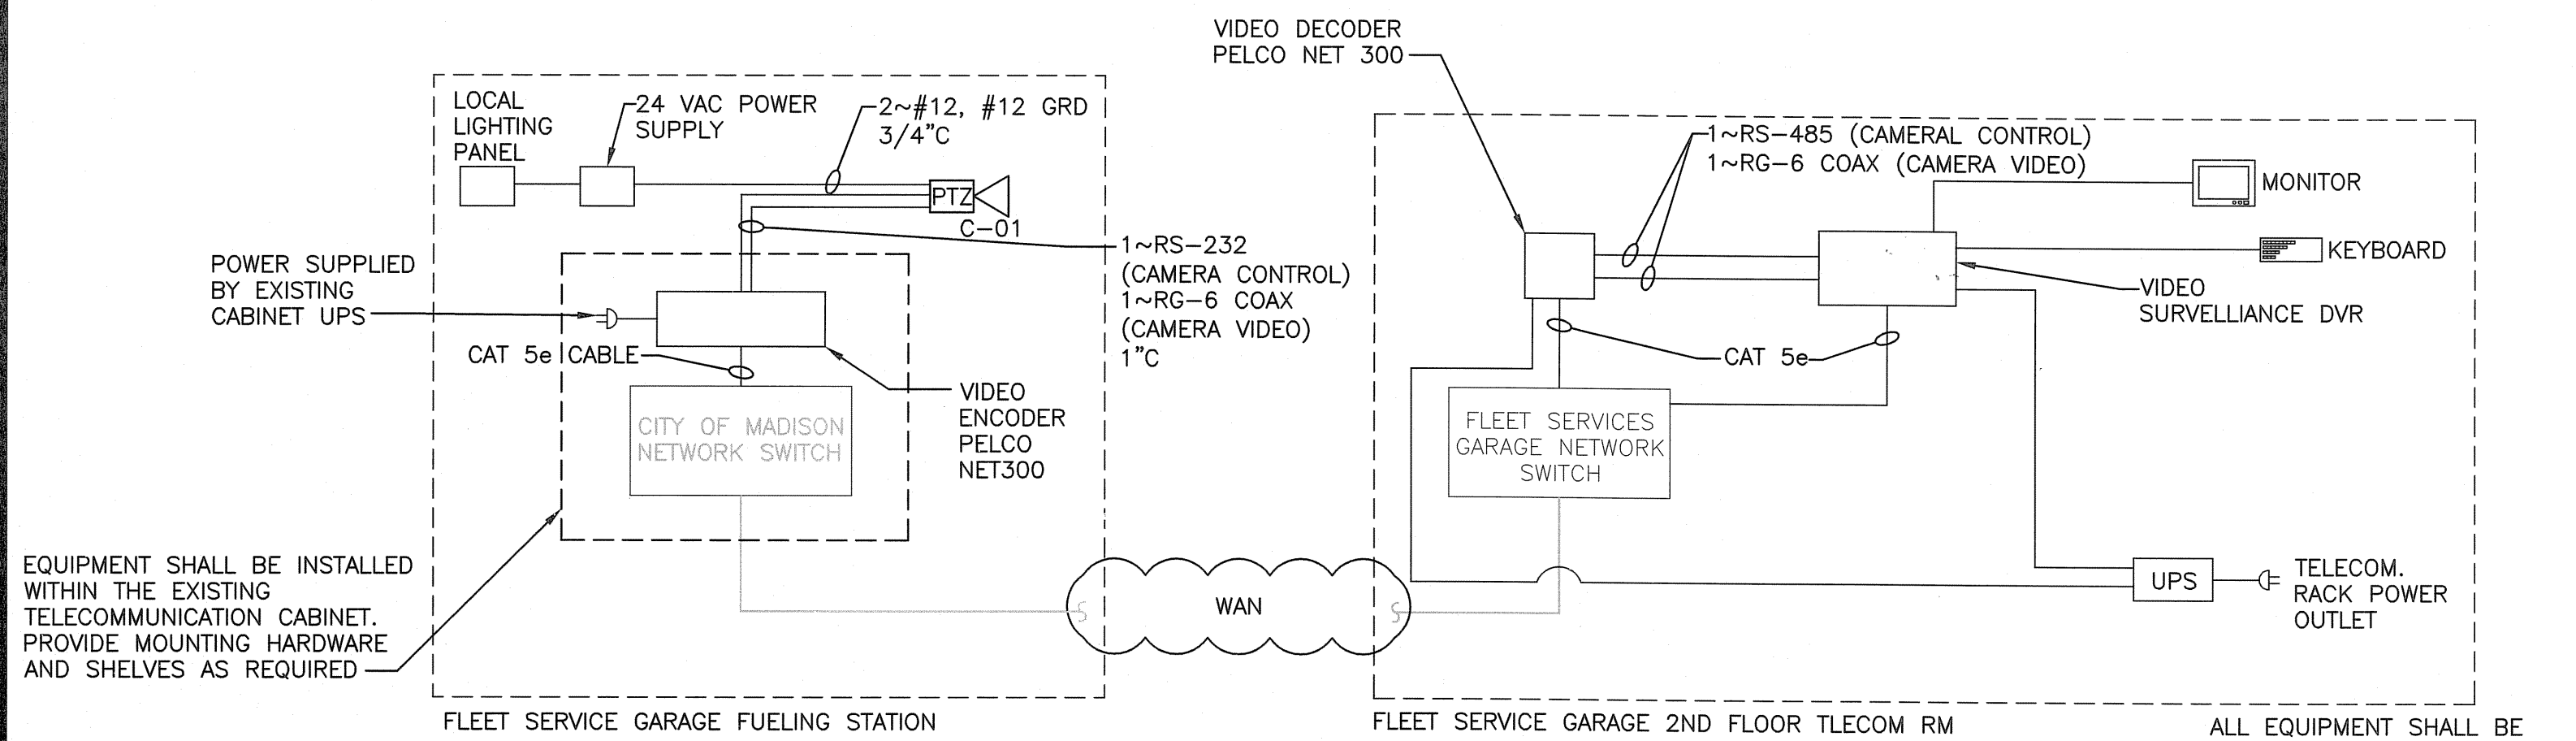 VIDEO DECODER
PELCO NET 300
LOCAL
LIGHTING
PANEL
24 VAC POWER
SUPPLY
2~#12, #12 GRD
3/4"C
PTZ
C-01
1~RS-232
(CAMERA CONTROL)
1~RG-6 COAX
(CAMERA VIDEO)
1"C
POWER SUPPLIED
BY EXISTING
CABINET UPS
CAT 5e CABLE
VIDEO
ENCODER
PELCO
NET300
CITY OF MADISON
NETWORK SWITCH
EQUIPMENT SHALL BE INSTALLED
WITHIN THE EXISTING
TELECOMMUNICATION CABINET.
PROVIDE MOUNTING HARDWARE
AND SHELVES AS REQUIRED
FLEET SERVICE GARAGE FUELING STATION
WAN
1~RS-485 (CAMERAL CONTROL)
1~RG-6 COAX (CAMERA VIDEO)
MONITOR
KEYBOARD
VIDEO
SURVELLIANCE DVR
CAT 5e
FLEET SERVICES
GARAGE NETWORK
SWITCH
UPS
TELECOM.
RACK POWER
OUTLET
FLEET SERVICE GARAGE 2ND FLOOR TLECOM RM
ALL EQUIPMENT SHALL BE